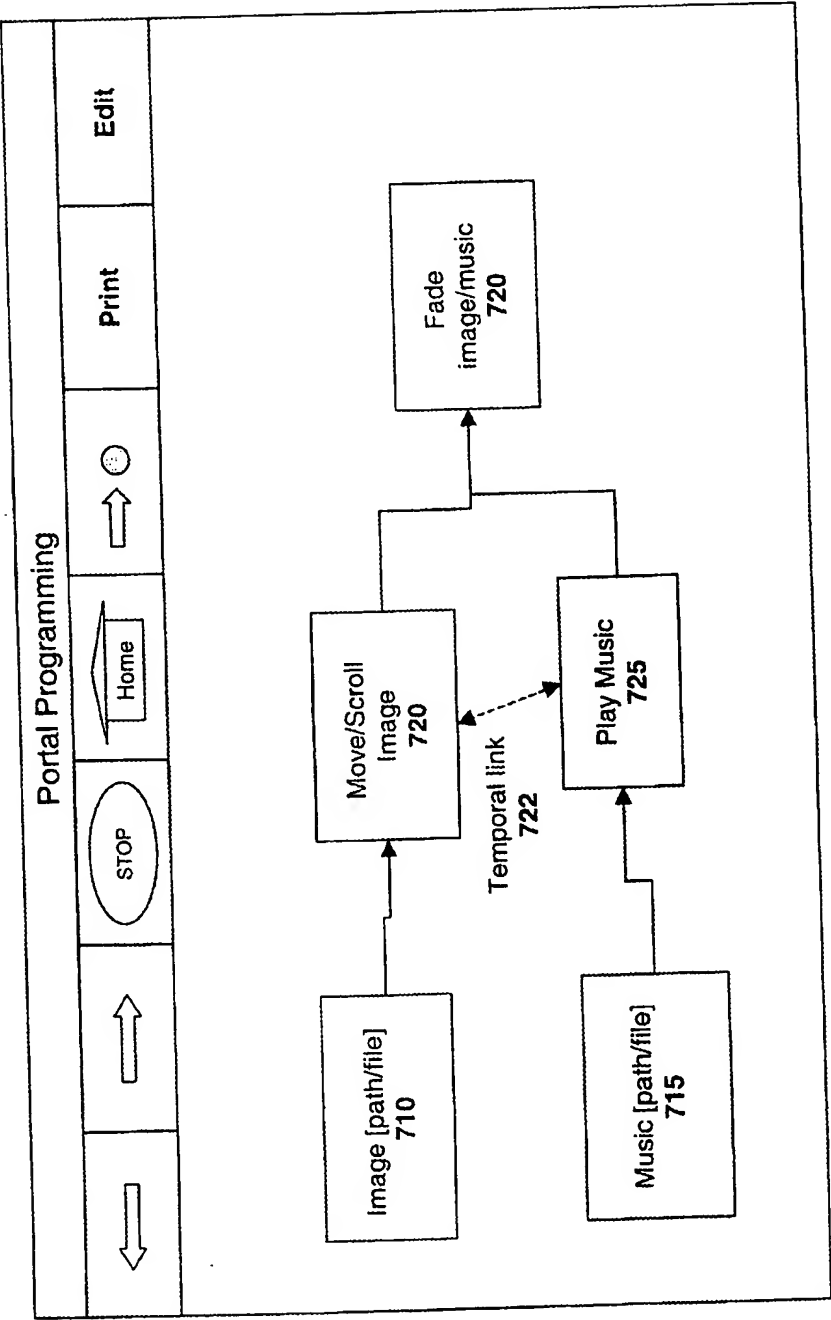 Portal Programming
STOP
Home
Print
Edit
Image [path/file]
710
Move/Scroll
Image
720
Temporal link
722
Music [path/file]
715
Play Music
725
Fade
image/music
720